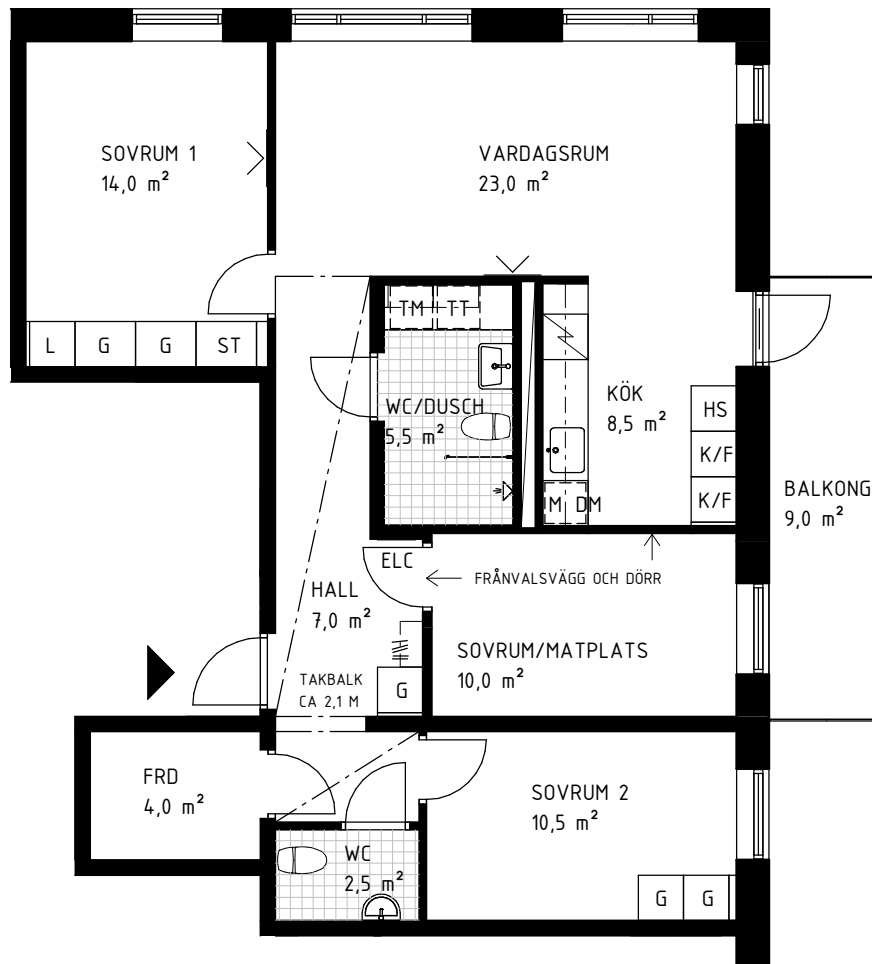 SOVRUM 1
14,0 m²
VARDAGSRUM
23,0 m²
L
G
G
ST
TM
TT
WC/DUSCH
5,5 m²
KÖK
8,5 m²
HS
K/F
K/F
M
DM
BALKONG
9,0 m²
ELC
FRÅNVALSVÄGG OCH DÖRR
HALL
7,0 m²
SOVRUM/MATPLATS
10,0 m²
TAKBALK
CA 2,1 M
G
FRD
4,0 m²
SOVRUM 2
10,5 m²
WC
2,5 m²
G
G